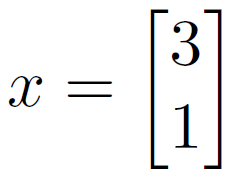 x = [3
1]